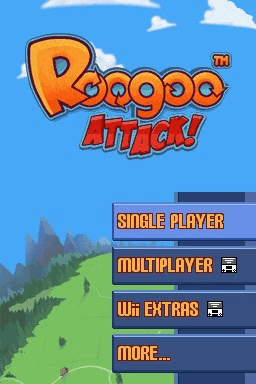 Roogoo™
ATTACK!
SINGLE PLAYER
MULTIPLAYER
Wii EXTRAS
MORE...